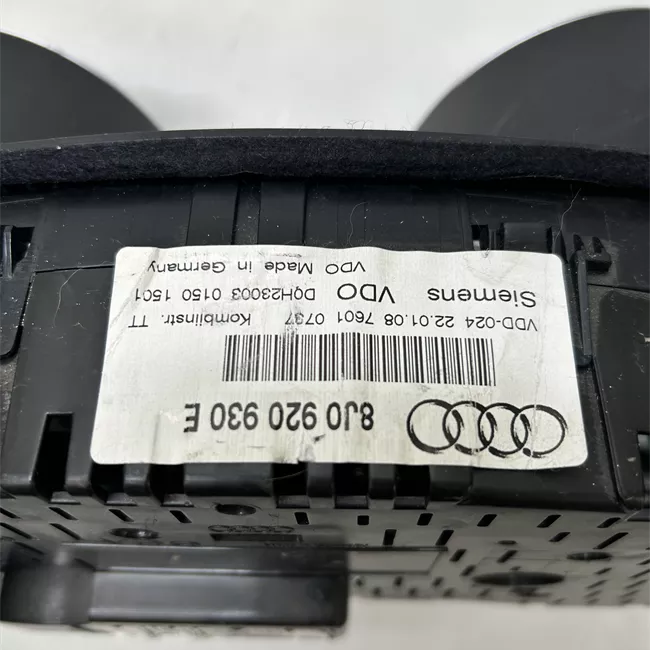 8J0 920 930 E
VDD-024 22.01.08 7601 0737 Kombiinstr. TT
Siemens VDO DQH23003 0150 1501
VDO Made in Germany